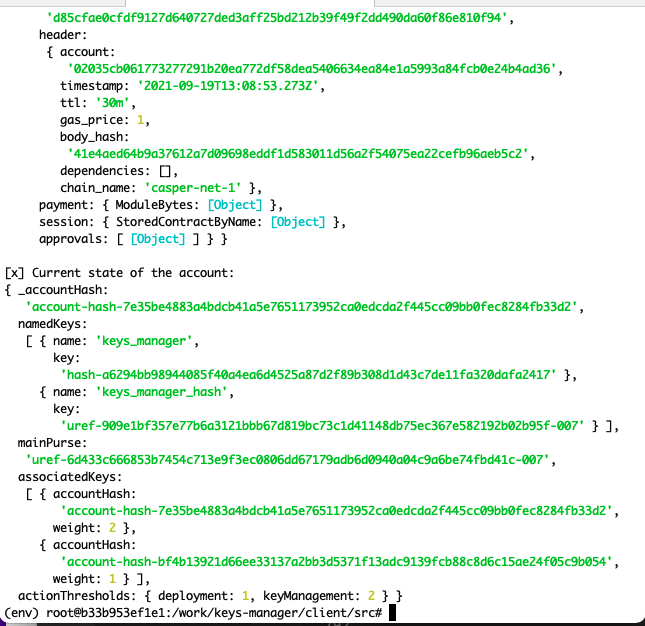 'd85cfae0cfdf9127d640727ded3aff25bd212b39f49f2dd490da60f86e810f94',
header:
{ account:
'02035cb061773277291b20ea772df58dea5406634ea84e1a5993a84fcb0e24b4ad36',
timestamp: '2021-09-19T13:08:53.273Z',
ttl: '30m',
gas_price: 1,
body_hash:
'41e4aed64b9a37612a7d09698eddf1d583011d56a2f54075ea22cefb96aeb5c2',
dependencies: [],
chain_name: 'casper-net-1' },
payment: { ModuleBytes: [Object] },
session: { StoredContractByName: [Object] },
approvals: [ [Object] ] } }
[x] Current state of the account:
{ _accountHash:
'account-hash-7e35be4883a4bdcb41a5e7651173952ca0edcda2f445cc09bb0fec8284fb33d2',
namedKeys:
[ { name: 'keys_manager',
key:
'hash-a6294bb98944085f40a4ea6d4525a87d2f89b308d1d43c7de11fa320dafa2417' },
{ name: 'keys_manager_hash',
key:
'uref-909e1bf357e77b6a3121bbb67d819bc73c1d41148db75ec367e582192b02b95f-007' } ],
mainPurse:
'uref-6d433c666853b7454c713e9f3ec0806dd67179adb6d0940a04c9a6be74fbd41c-007',
associatedKeys:
[ { accountHash:
'account-hash-7e35be4883a4bdcb41a5e7651173952ca0edcda2f445cc09bb0fec8284fb33d2',
weight: 2 },
{ accountHash:
'account-hash-bf4b13921d66ee33137a2bb3d5371f13adc9139fcb88c8d6c15ae24f05c9b054',
weight: 1 } ],
actionThresholds: { deployment: 1, keyManagement: 2 } }
(env) root@b33b953ef1e1:/work/keys-manager/client/src#